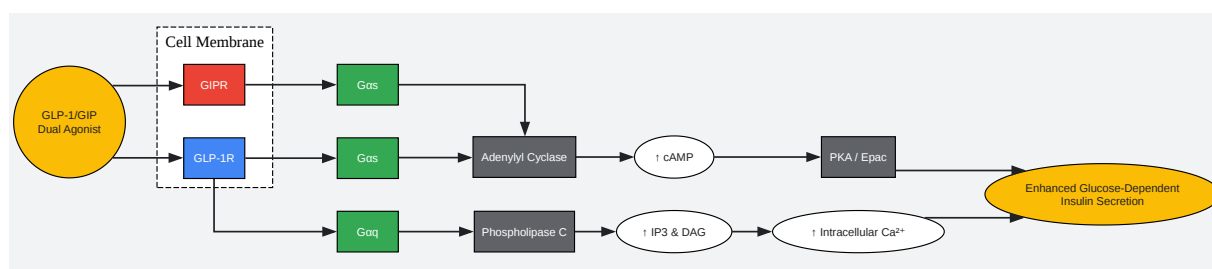 Cell Membrane
GLP-1/GIP
Dual Agonist
GIPR
Gαs
GLP-1R
Gαs
Adenylyl Cyclase
↑ cAMP
PKA / Epac
Enhanced Glucose-Dependent
Insulin Secretion
Gαq
Phospholipase C
↑ IP3 & DAG
↑ Intracellular Ca²⁺